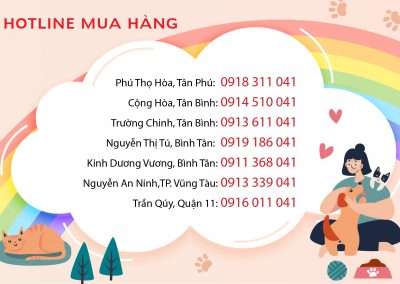 HOTLINE MUA HÀNG
Phú Thọ Hòa, Tân Phú: 0918 311 041
Cộng Hòa, Tân Bình: 0914 510 041
Trường Chinh, Tân Bình: 0913 611 041
Nguyễn Thị Tú, Bình Tân: 0919 186 041
Kinh Dương Vương, Bình Tân: 0911 368 041
Nguyễn An Ninh,TP. Vũng Tàu: 0913 339 041
Trần Qúy, Quận 11: 0916 011 041